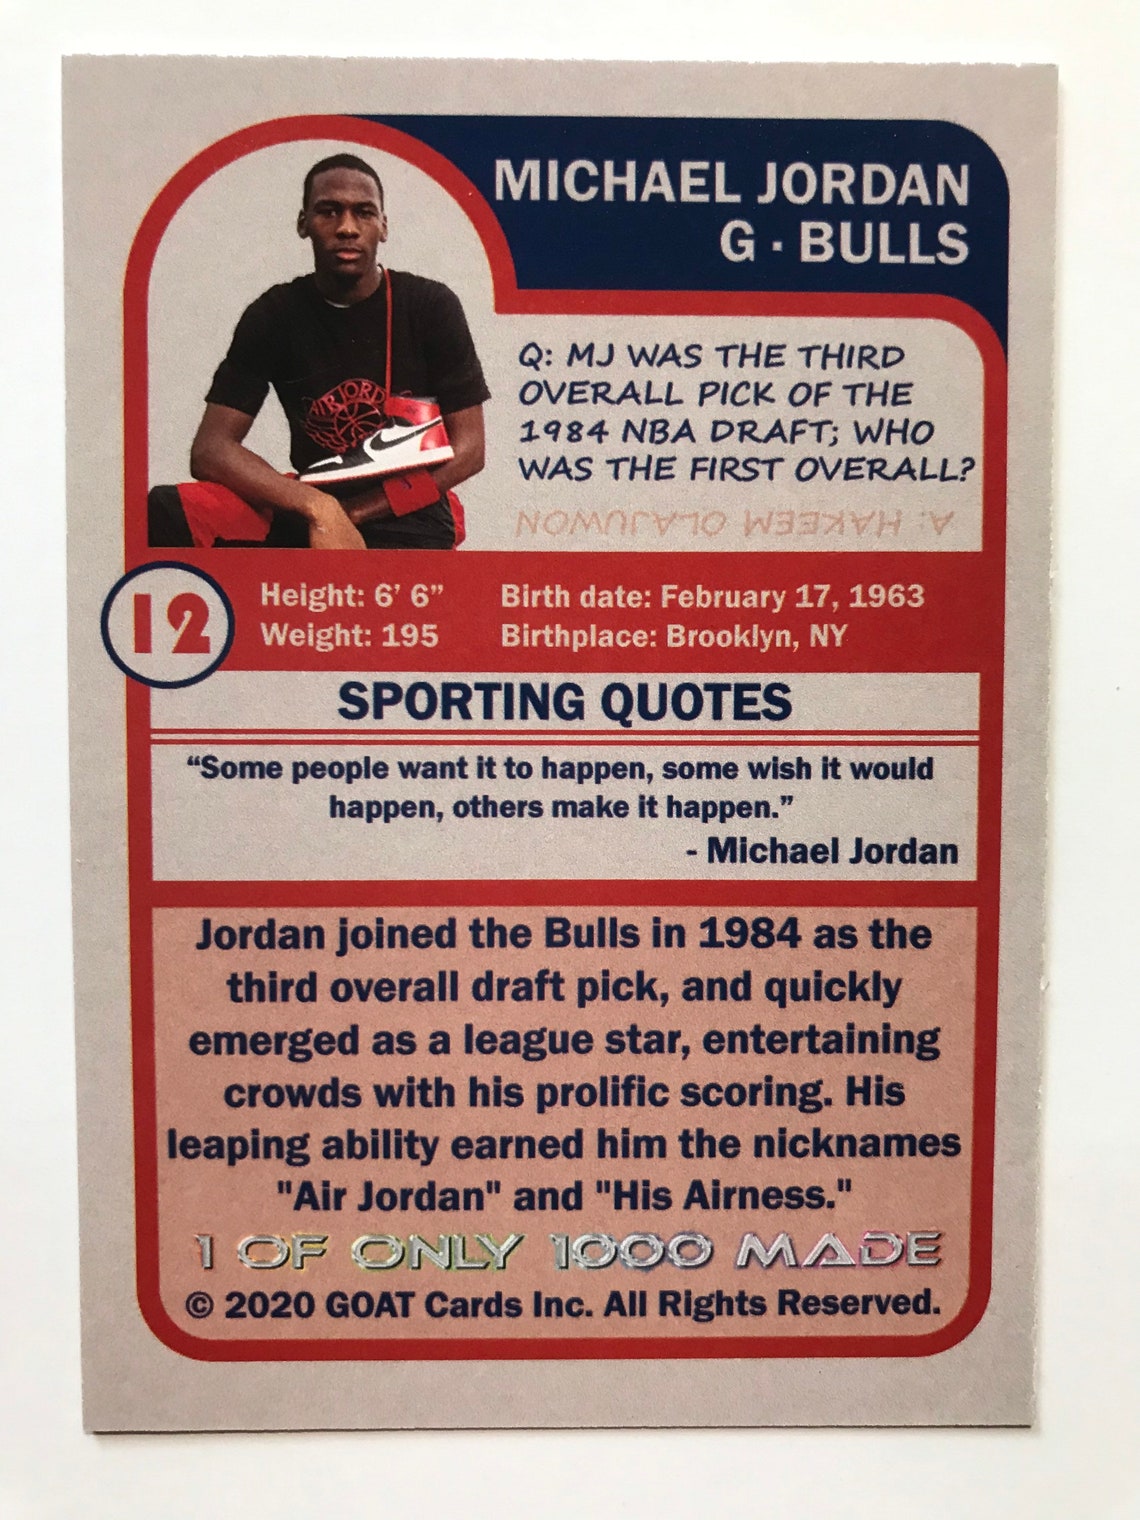 MICHAEL JORDAN
G · BULLS
Q: MJ WAS THE THIRD
OVERALL PICK OF THE
1984 NBA DRAFT; WHO
WAS THE FIRST OVERALL?
A: HAKEEM OLAJUWON
AIR JORDAN
12
Height: 6’ 6”
Weight: 195
Birth date: February 17, 1963
Birthplace: Brooklyn, NY
SPORTING QUOTES
“Some people want it to happen, some wish it would
happen, others make it happen.”
- Michael Jordan
Jordan joined the Bulls in 1984 as the
third overall draft pick, and quickly
emerged as a league star, entertaining
crowds with his prolific scoring. His
leaping ability earned him the nicknames
"Air Jordan" and "His Airness."
1 OF ONLY 1000 MADE
© 2020 GOAT Cards Inc. All Rights Reserved.